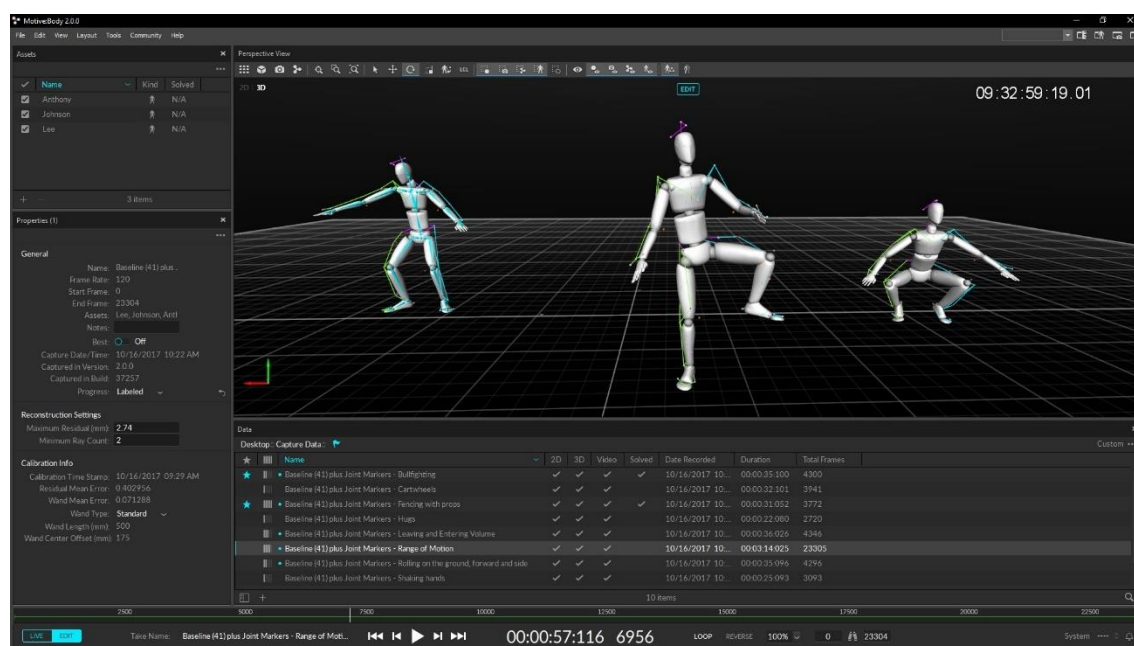 Motive:Body 2.0.0
File Edit View Layout Tools Community Help
Assets
Name Kind Solved
Anthony N/A
Johnson N/A
Lee N/A
3 items
Properties (1)
General
Name: Baseline (41) plus ..
Frame Rate: 120
Start Frame: 0
End Frame: 23304
Assets: Lee, Johnson, Antl
Notes:
Best: Off
Capture Date/Time: 10/16/2017 10:22 AM
Captured in Version: 2.0.0
Captured in Build: 37257
Progress: Labeled
Reconstruction Settings
Maximum Residual (mm): 2.74
Minimum Ray Count: 2
Calibration Info
Calibration Time Stamp: 10/16/2017 09:29 AM
Residual Mean Error: 0.402956
Wand Mean Error: 0.071288
Wand Type: Standard
Wand Length (mm): 500
Wand Center Offset (mm): 175
Perspective View
2D 3D
EDIT
09:32:59:19.01
Data
Desktop: Capture Data:
Custom
Name 2D 3D Video Solved Date Recorded Duration Total Frames
Baseline (41) plus Joint Markers - Bullfighting 10/16/2017 10:... 00:00:35:100 4300
Baseline (41) plus Joint Markers - Cartwheels 10/16/2017 10:... 00:00:32:101 3941
Baseline (41) plus Joint Markers - Fencing with props 10/16/2017 10:... 00:00:31:052 3772
Baseline (41) plus Joint Markers - Hugs 10/16/2017 10:... 00:00:22:080 2720
Baseline (41) plus Joint Markers - Leaving and Entering Volume 10/16/2017 10:... 00:00:36:026 4346
Baseline (41) plus Joint Markers - Range of Motion 10/16/2017 10:... 00:03:14:025 23305
Baseline (41) plus Joint Markers - Rolling on the ground, forward and side 10/16/2017 10:... 00:00:35:096 4296
Baseline (41) plus Joint Markers - Shaking hands 10/16/2017 10:... 00:00:25:093 3093
10 items
2500 5000 7500 10000 12500 15000 17500 20000 22500
LIVE EDIT Take Name: Baseline (41) plus Joint Markers - Range of Moti... 00:00:57:116 6956 LOOP REVERSE 100% 0 23304 System